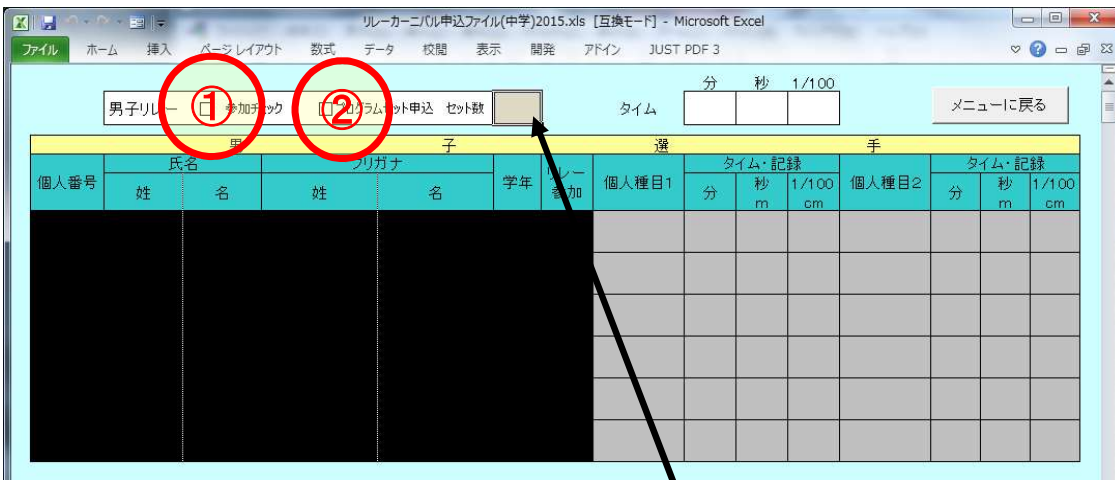 リレーカーニバル申込ファイル(中学)2015.xls [互換モード] - Microsoft Excel
ファイル ホーム 挿入 ページレイアウト 数式 データ 校閲 表示 開発 アドイン JUST PDF 3
分 秒 1/100
男子リレー ① 参加チェック ② プログラムセット申込 セット数 タイム メニューに戻る
男 子 選 手
個人番号 氏名 フリガナ 学年 リレー参加 個人種目1 タイム・記録 個人種目2 タイム・記録
姓 名 姓 名 分 秒 1/100 分 秒 1/100
m cm m cm